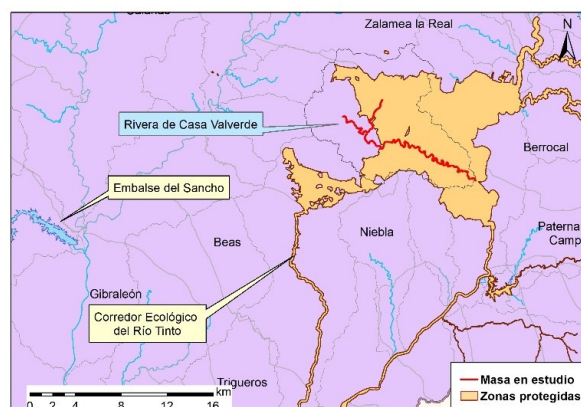 Zalamea la Real
N
Rivera de Casa Valverde
Berrocal
Embalse del Sancho
Beas
Niebla
Paterna
Camp
Gibraleón
Corredor Ecológico
del Río Tinto
Trigueros
km
0 2 4 8 12 16
Masa en estudio
Zonas protegidas